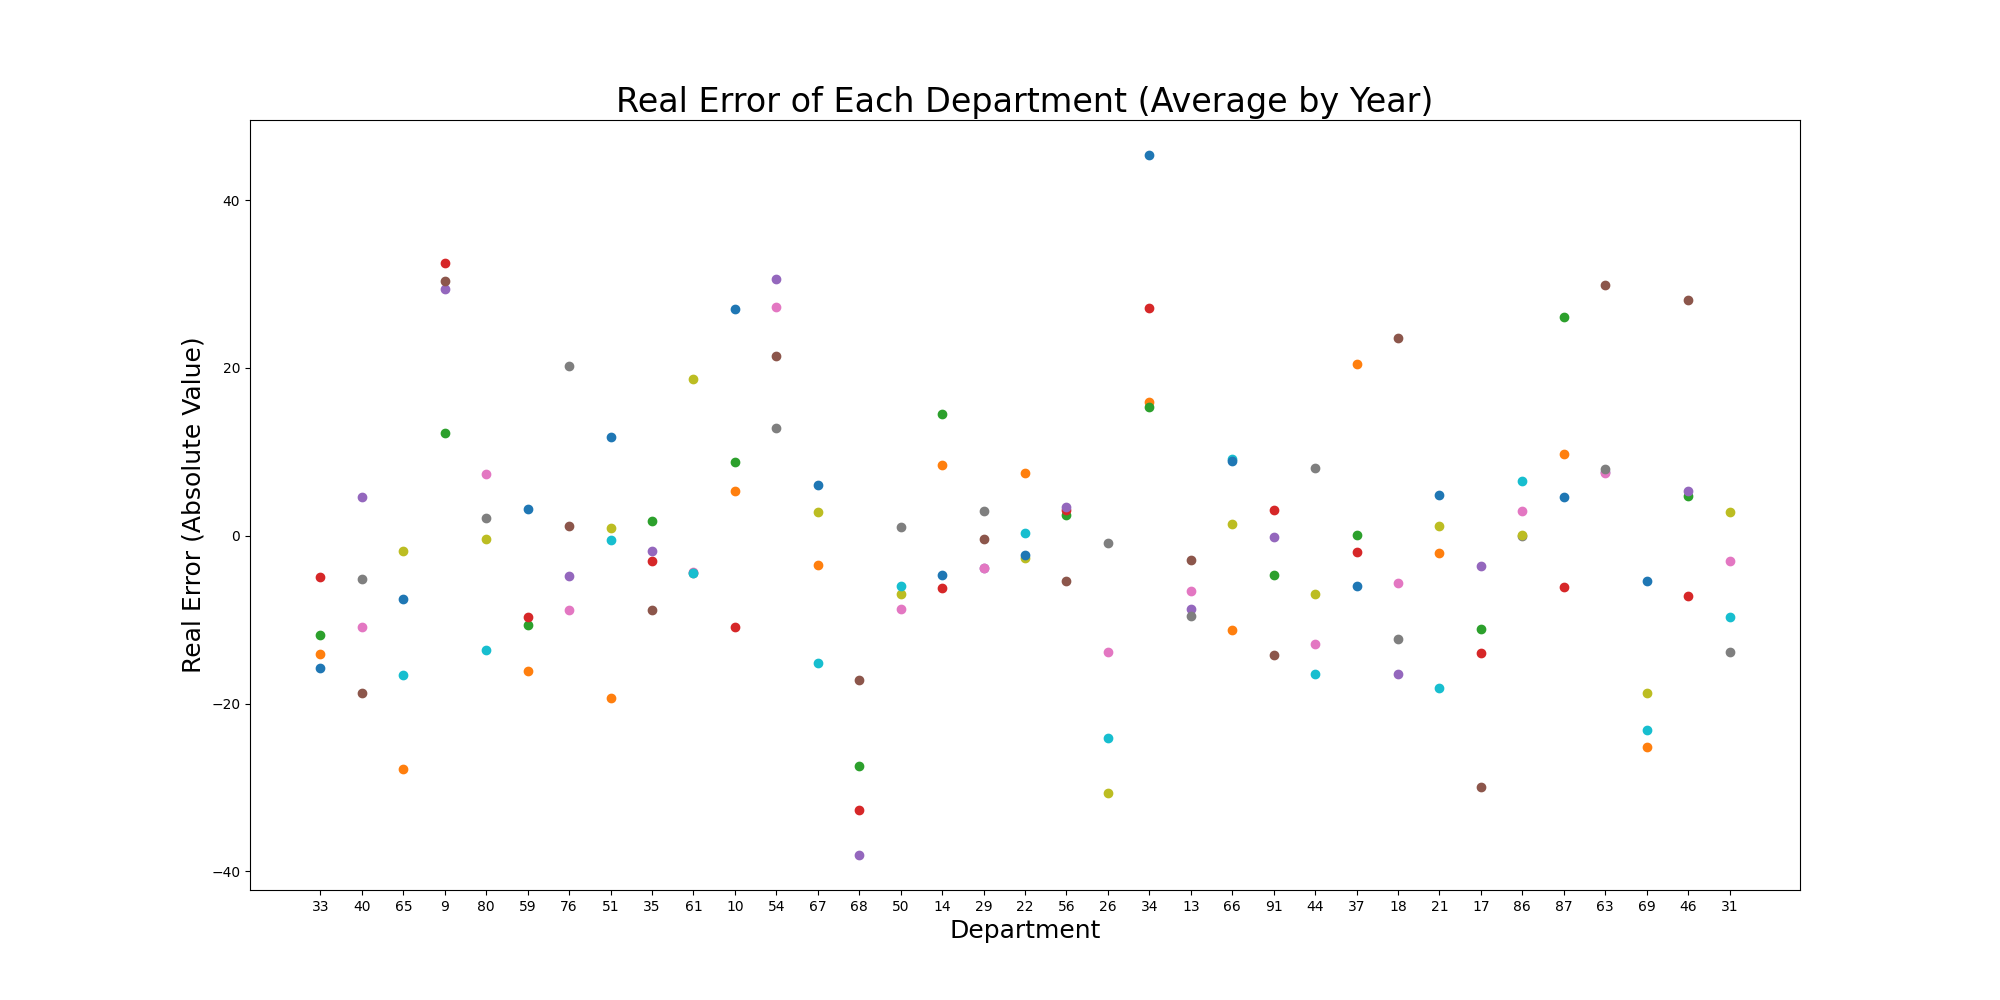 Real Error of Each Department (Average by Year)
Real Error (Absolute Value)
40
20
0
−20
−40
33 40 65 9 80 59 76 51 35 61 10 54 67 68 50 14 29 22 56 26 34 13 66 91 44 37 18 21 17 86 87 63 69 46 31
Department